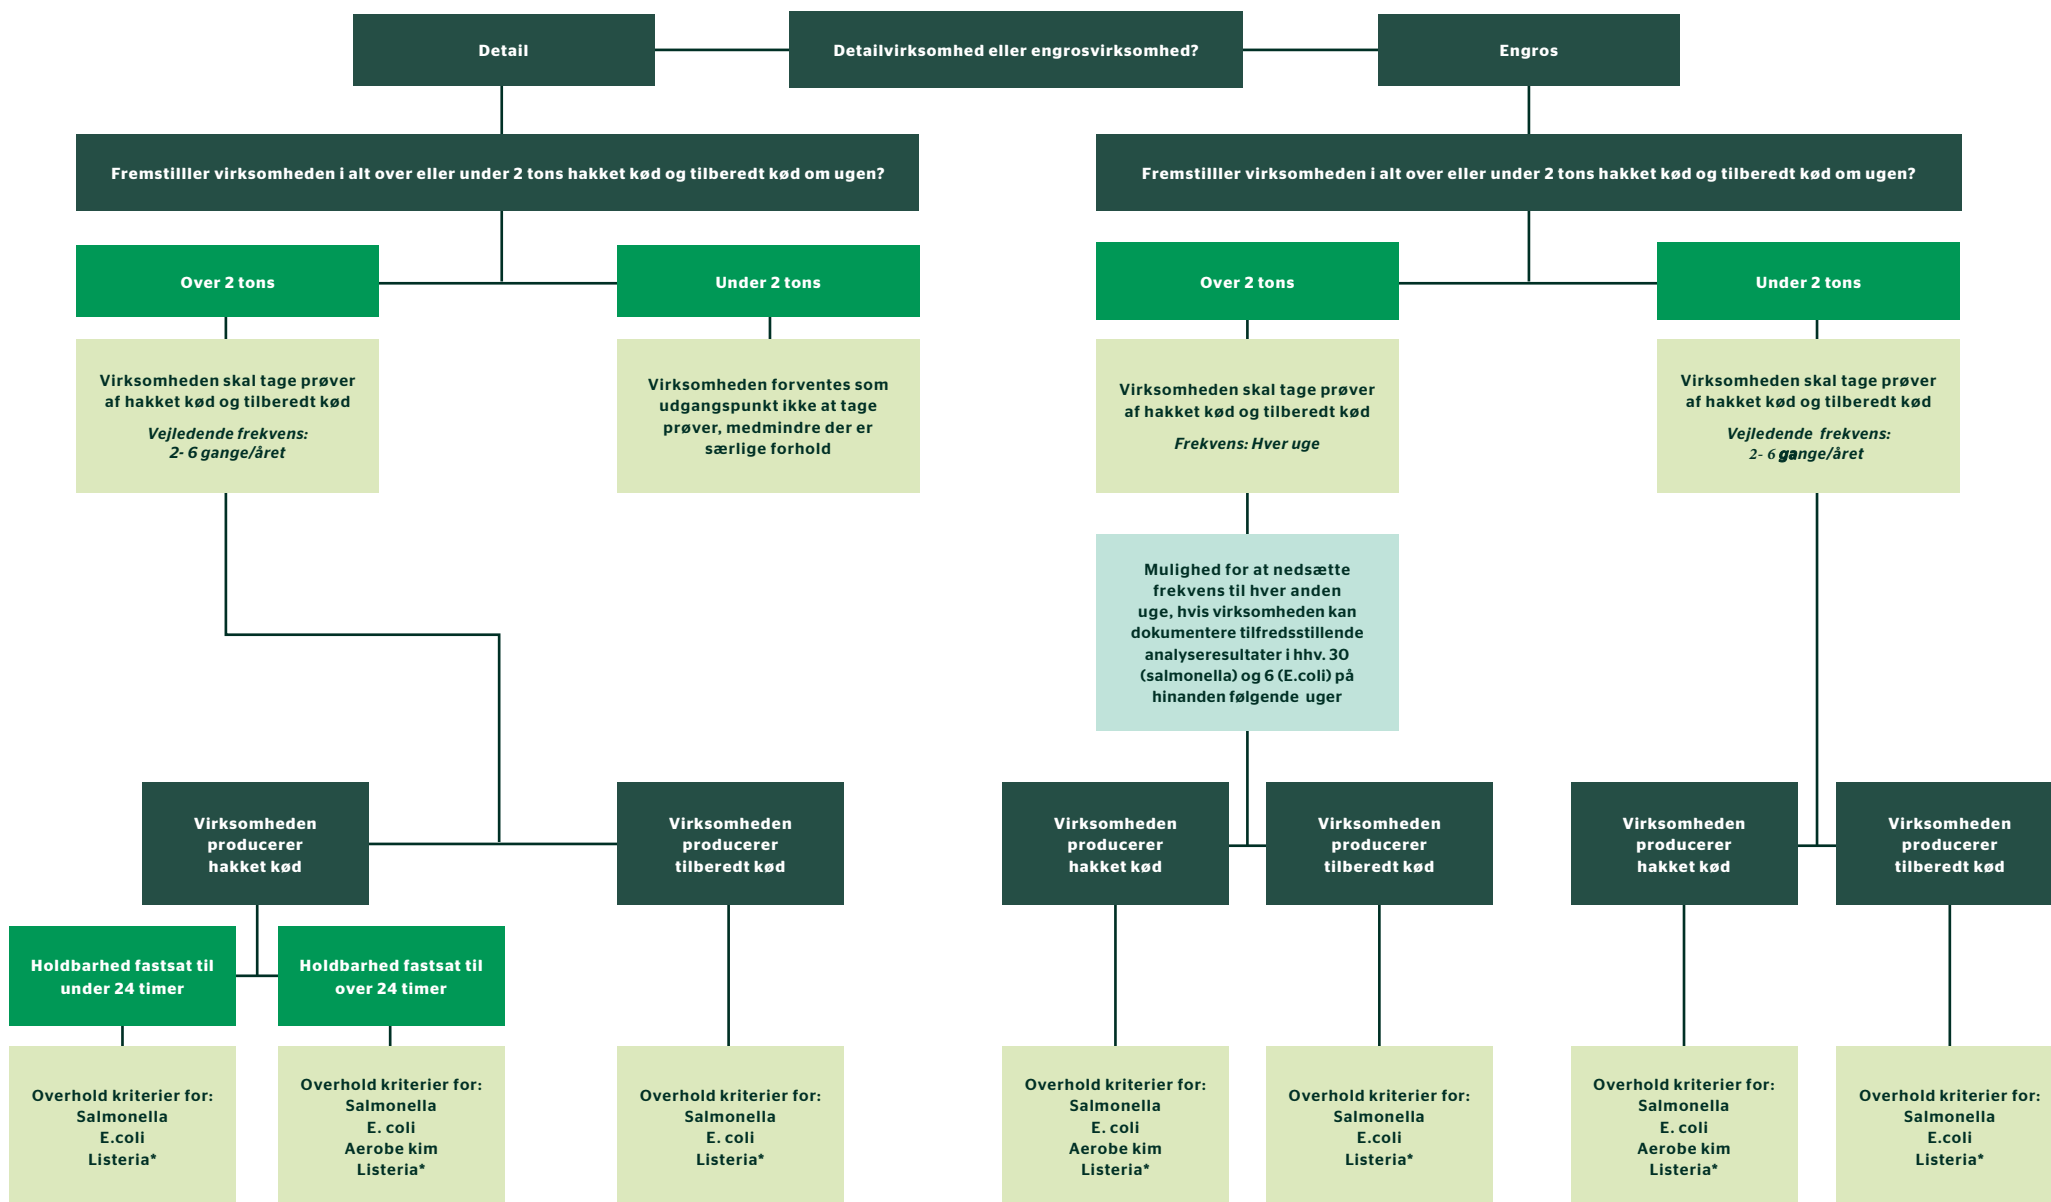 Detail
Detailvirksomhed eller engrosvirksomhed?
Engros
Fremstilller virksomheden i alt over eller under 2 tons hakket kød og tilberedt kød om ugen?
Fremstilller virksomheden i alt over eller under 2 tons hakket kød og tilberedt kød om ugen?
Over 2 tons
Under 2 tons
Over 2 tons
Under 2 tons
Virksomheden skal tage prøver
af hakket kød og tilberedt kød
Vejledende frekvens:
2- 6 gange/året
Virksomheden forventes som
udgangspunkt ikke at tage
prøver, medmindre der er
særlige forhold
Virksomheden skal tage prøver
af hakket kød og tilberedt kød
Frekvens: Hver uge
Virksomheden skal tage prøver
af hakket kød og tilberedt kød
Vejledende frekvens:
2- 6 gange/året
Mulighed for at nedsætte
frekvens til hver anden
uge, hvis virksomheden kan
dokumentere tilfredsstillende
analyseresultater i hhv. 30
(salmonella) og 6 (E.coli) på
hinanden følgende uger
Virksomheden
producerer
hakket kød
Virksomheden
producerer
tilberedt kød
Virksomheden
producerer
hakket kød
Virksomheden
producerer
tilberedt kød
Virksomheden
producerer
hakket kød
Virksomheden
producerer
tilberedt kød
Holdbarhed fastsat til
under 24 timer
Holdbarhed fastsat til
over 24 timer
Overhold kriterier for:
Salmonella
E.coli
Listeria*
Overhold kriterier for:
Salmonella
E. coli
Aerobe kim
Listeria*
Overhold kriterier for:
Salmonella
E. coli
Listeria*
Overhold kriterier for:
Salmonella
E. coli
Aerobe kim
Listeria*
Overhold kriterier for:
Salmonella
E.coli
Listeria*
Overhold kriterier for:
Salmonella
E. coli
Aerobe kim
Listeria*
Overhold kriterier for:
Salmonella
E.coli
Listeria*